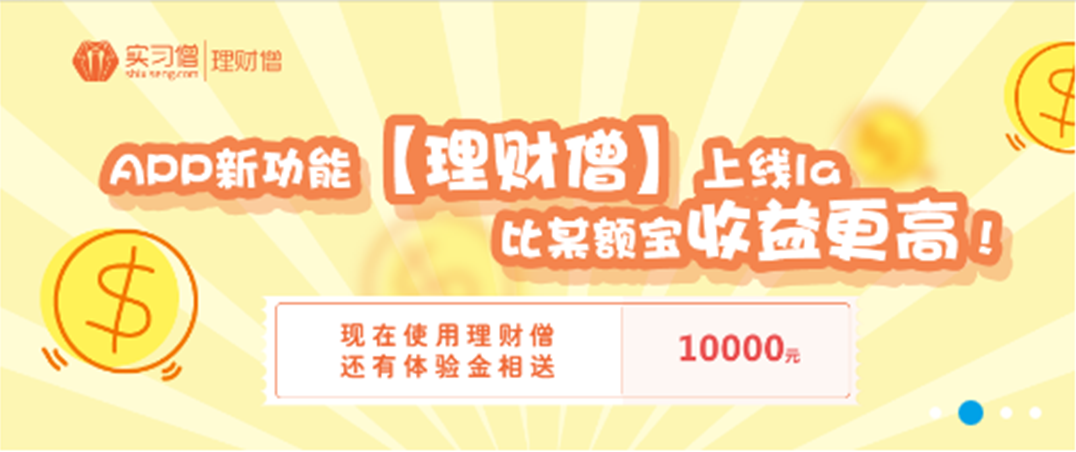 实习僧|理财僧
shixiseng.com
APP新功能【理财僧】上线la
比某额宝收益更高！
现在使用理财僧
还有体验金相送
10000元